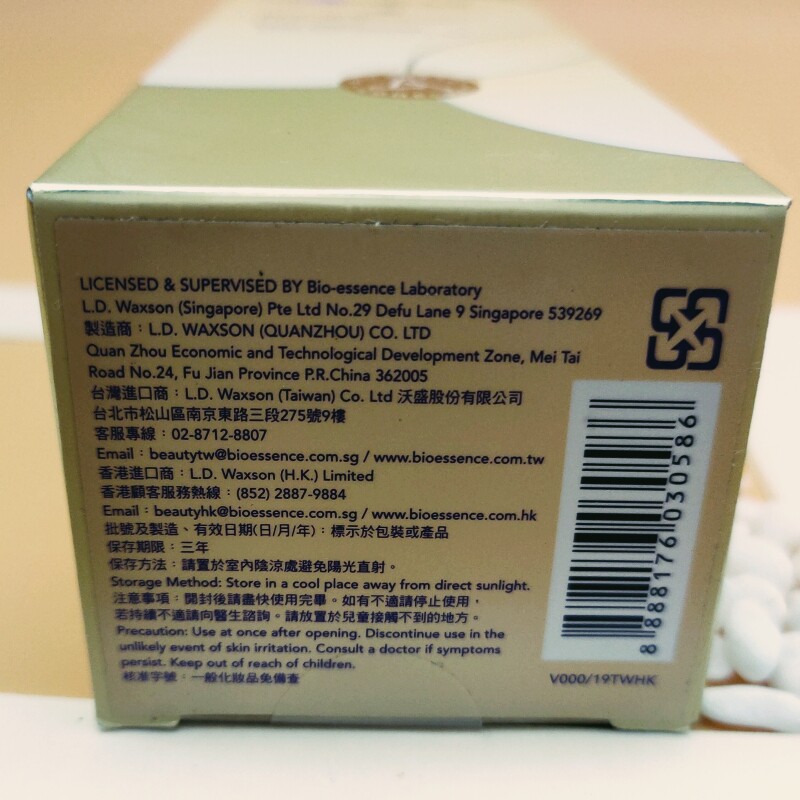 LICENSED & SUPERVISED BY Bio-essence Laboratory
L.D. Waxson (Singapore) Pte Ltd No.29 Defu Lane 9 Singapore 539269
製造商：L.D. WAXSON (QUANZHOU) CO. LTD
Quan Zhou Economic and Technological Development Zone, Mei Tai
Road No.24, Fu Jian Province P.R.China 362005
台灣進口商：L.D. Waxson (Taiwan) Co. Ltd 沃盛股份有限公司
台北市松山區南京東路三段275號9樓
客服專線：02-8712-8807
Email：beautytw@bioessence.com.sg / www.bioessence.com.tw
香港進口商：L.D. Waxson (H.K.) Limited
香港顧客服務熱線：(852) 2887-9884
Email：beautyhk@bioessence.com.sg / www.bioessence.com.hk
批號及製造、有效日期(日/月/年)：標示於包裝或產品
保存期限：三年
保存方法：請置於室內陰涼處避免陽光直射。
Storage Method: Store in a cool place away from direct sunlight.
注意事項：開封後請盡快使用完畢。如有不適請停止使用，
若持續不適請向醫生諮詢。請放置於兒童接觸不到的地方。
Precaution: Use at once after opening. Discontinue use in the
unlikely event of skin irritation. Consult a doctor if symptoms
persist. Keep out of reach of children.
核准字號：一般化妝品免備查
8 888176 030586
V000/19TWHK